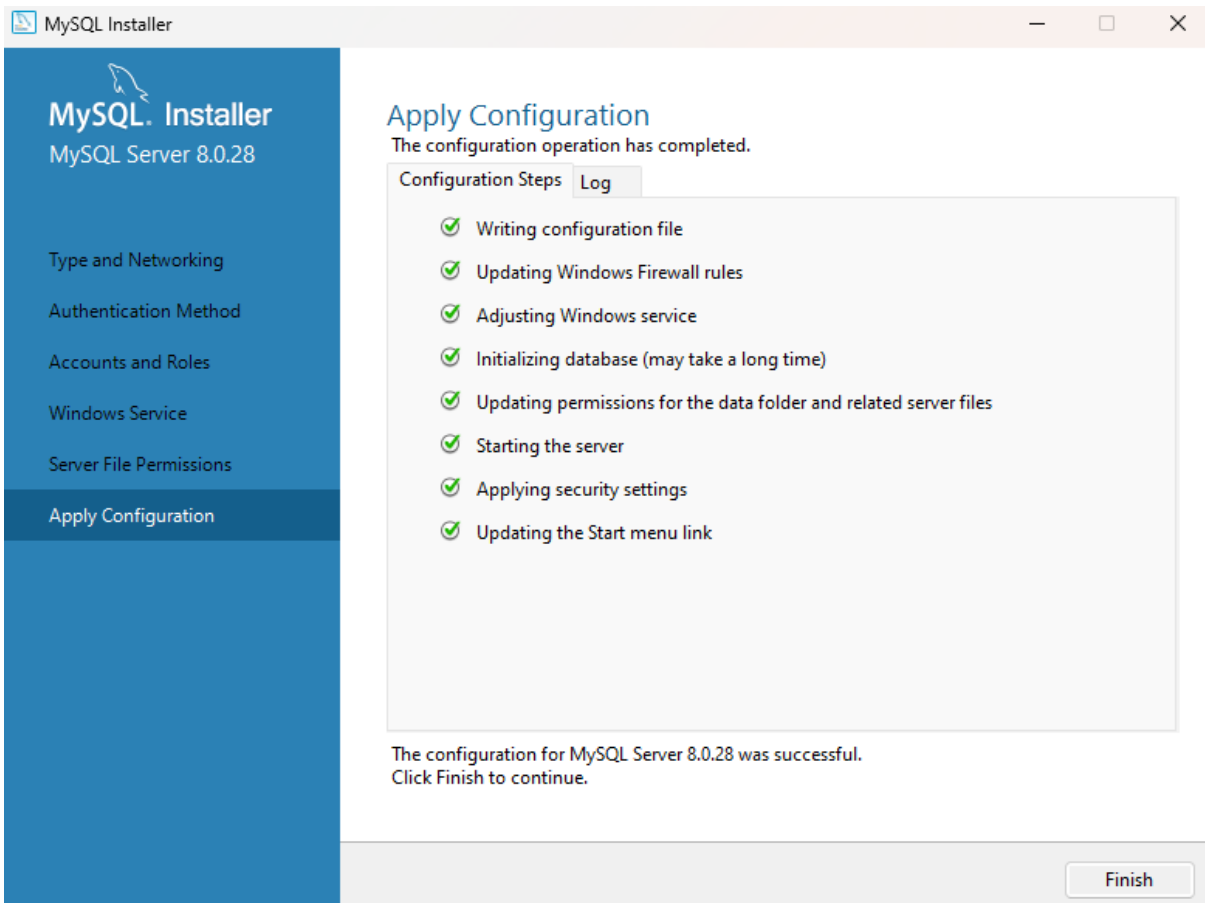 MySQL Installer
MySQL. Installer
MySQL Server 8.0.28
Type and Networking
Authentication Method
Accounts and Roles
Windows Service
Server File Permissions
Apply Configuration
Apply Configuration
The configuration operation has completed.
Configuration Steps
Log
Writing configuration file
Updating Windows Firewall rules
Adjusting Windows service
Initializing database (may take a long time)
Updating permissions for the data folder and related server files
Starting the server
Applying security settings
Updating the Start menu link
The configuration for MySQL Server 8.0.28 was successful.
Click Finish to continue.
Finish